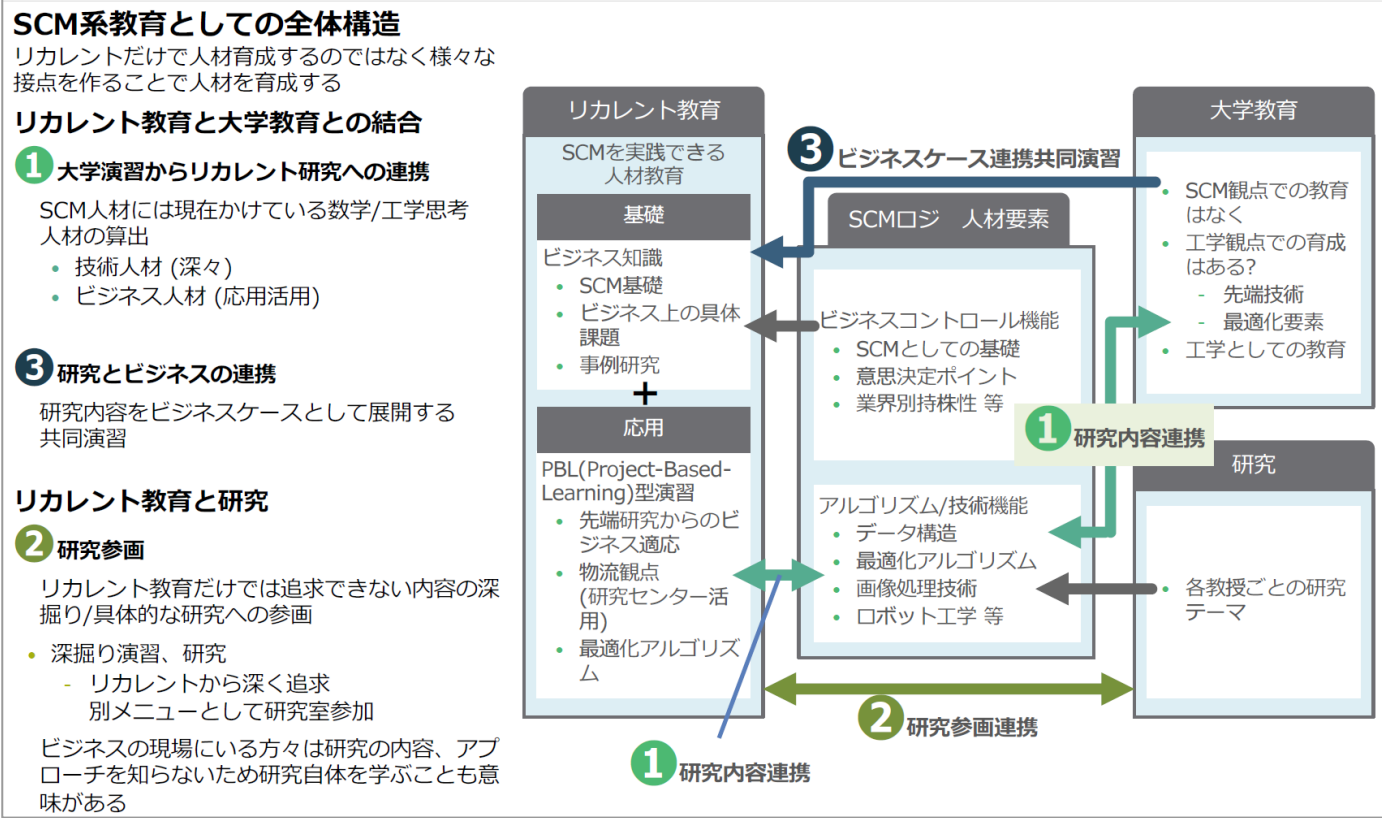 SCM系教育としての全体構造
リカレントだけで人材育成するのではなく様々な
接点を作ることで人材を育成する
リカレント教育と大学教育との結合
1 大学演習からリカレント研究への連携
SCM人材には現在かけている数学/工学思考
人材の算出
• 技術人材 (深々)
• ビジネス人材 (応用活用)
3 研究とビジネスの連携
研究内容をビジネスケースとして展開する
共同演習
リカレント教育と研究
2 研究参画
リカレント教育だけでは追求できない内容の深
掘り/具体的な研究への参画
• 深掘り演習、研究
- リカレントから深く追求
別メニューとして研究室参加
ビジネスの現場にいる方々は研究の内容、アプ
ローチを知らないため研究自体を学ぶことも意
味がある
リカレント教育
SCMを実践できる
人材教育
基礎
ビジネス知識
• SCM基礎
• ビジネス上の具体
課題
• 事例研究
+
応用
PBL(Project-Based-
Learning)型演習
• 先端研究からのビ
ジネス適応
• 物流観点
(研究センター活
用)
• 最適化アルゴリズ
ム
3 ビジネスケース連携共同演習
SCMロジ 人材要素
ビジネスコントロール機能
• SCMとしての基礎
• 意思決定ポイント
• 業界別持株性 等
アルゴリズム/技術機能
• データ構造
• 最適化アルゴリズム
• 画像処理技術
• ロボット工学 等
大学教育
• SCM観点での教育
はなく
• 工学観点での育成
はある?
- 先端技術
- 最適化要素
• 工学としての教育
1 研究内容連携
研究
• 各教授ごとの研究
テーマ
2 研究参画連携
1 研究内容連携